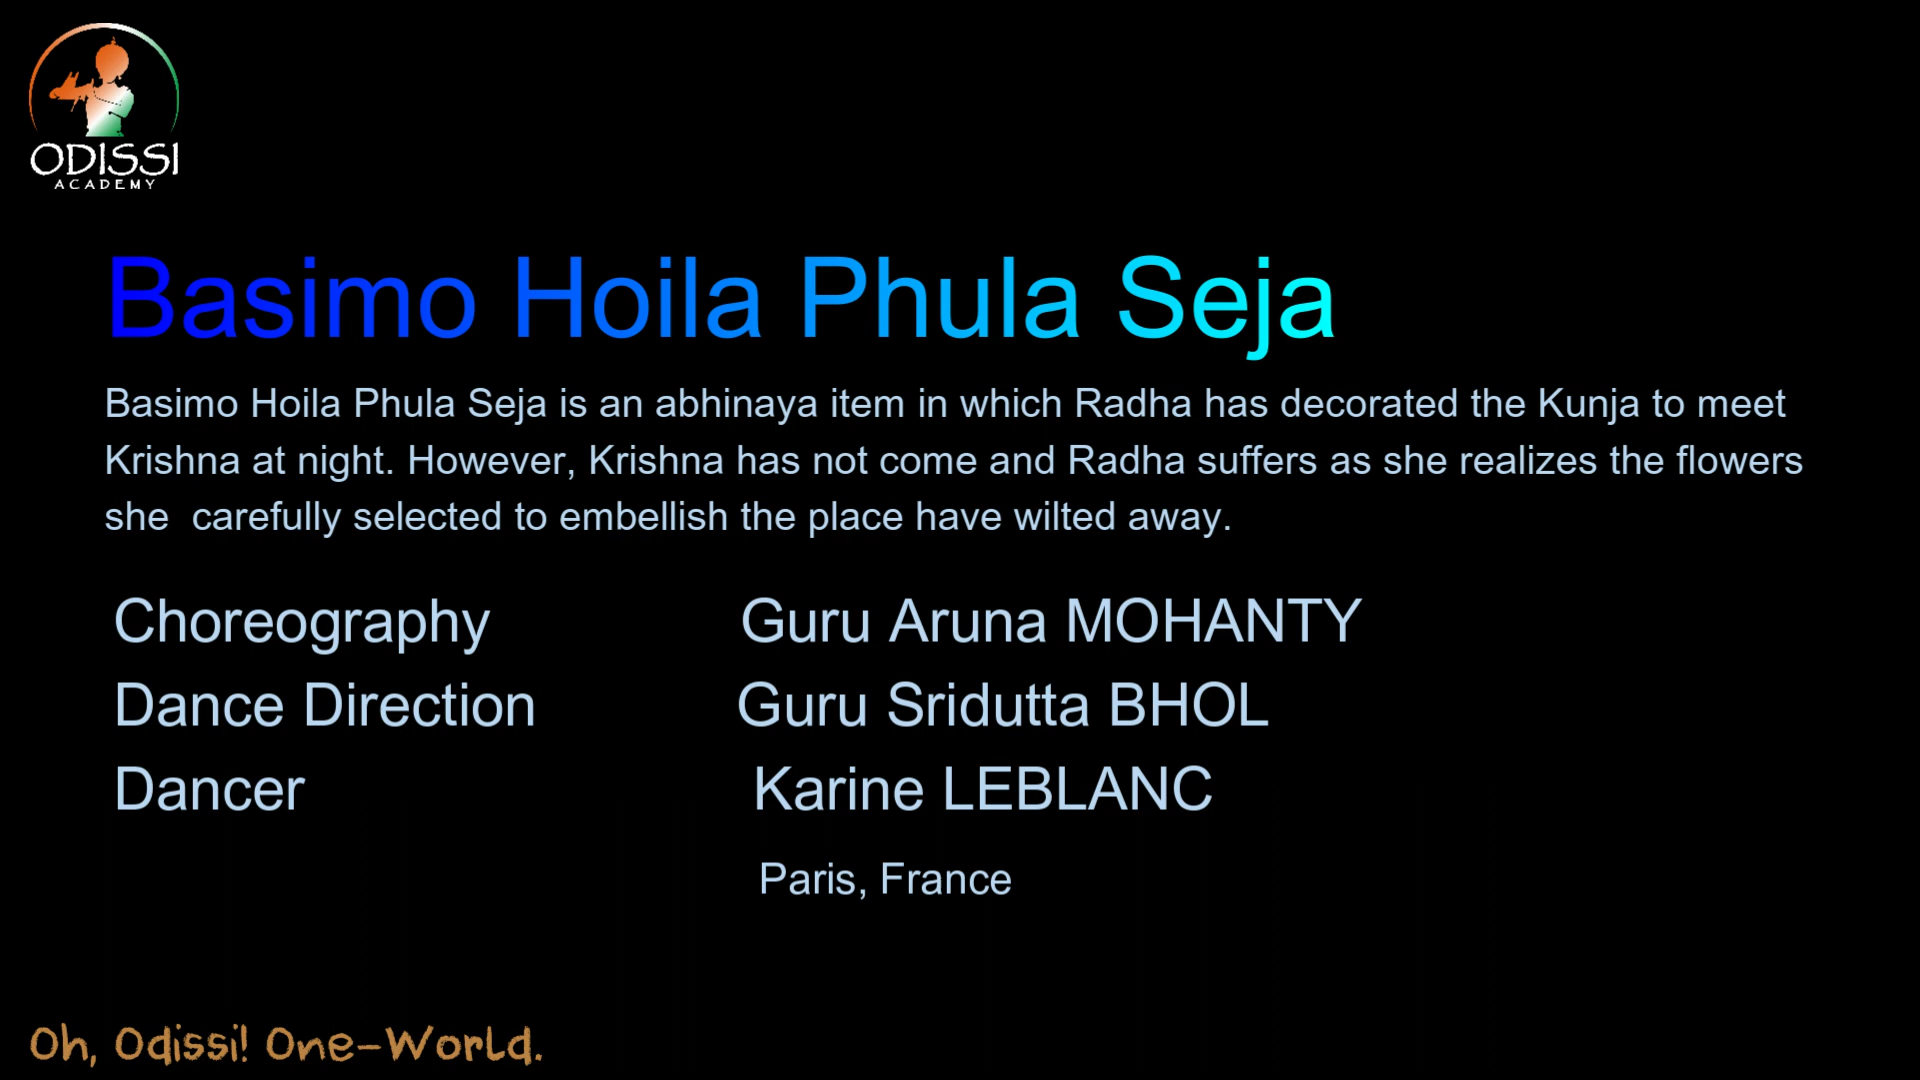 ODISSI
ACADEMY
Basimo Hoila Phula Seja
Basimo Hoila Phula Seja is an abhinaya item in which Radha has decorated the Kunja to meet
Krishna at night. However, Krishna has not come and Radha suffers as she realizes the flowers
she  carefully selected to embellish the place have wilted away.
Choreography Guru Aruna MOHANTY
Dance Direction Guru Sridutta BHOL
Dancer Karine LEBLANC
Paris, France
Oh, Odissi! One-World.